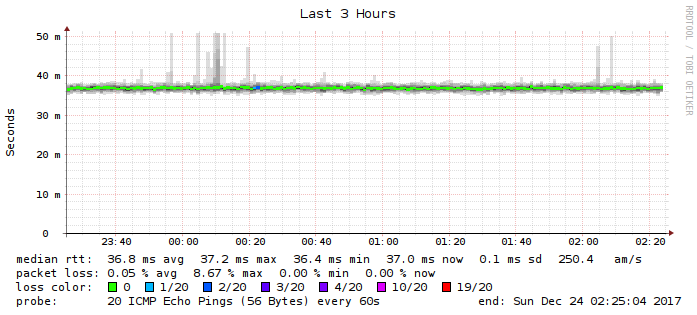 Last 3 Hours
RRDTOOL / TOBI OETIKER
Seconds
50 m
40 m
30 m
20 m
10 m
0
23:40 00:00 00:20 00:40 01:00 01:20 01:40 02:00 02:20
median rtt: 36.8 ms avg 37.2 ms max 36.4 ms min 37.0 ms now 0.1 ms sd 250.4 am/s
packet loss: 0.05 % avg 8.67 % max 0.00 % min 0.00 % now
loss color: 0 1/20 2/20 3/20 4/20 10/20 19/20
probe: 20 ICMP Echo Pings (56 Bytes) every 60s end: Sun Dec 24 02:25:04 2017